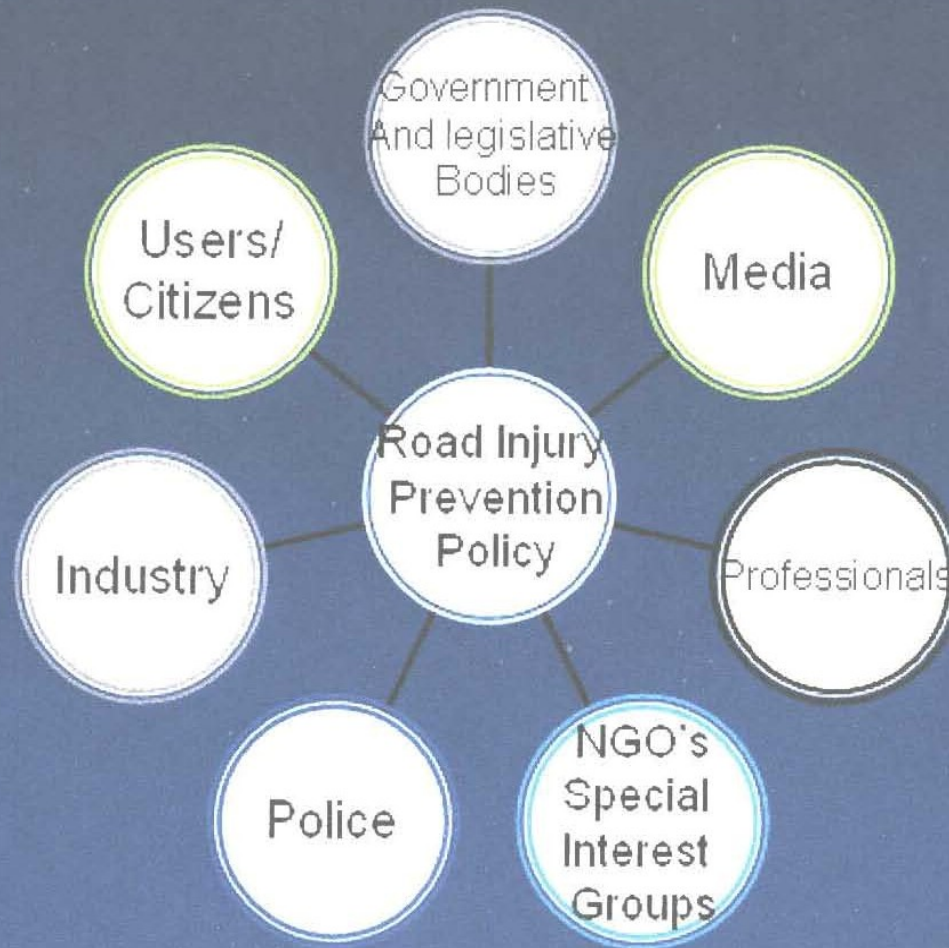 Government
And legislative
Bodies
Users/
Citizens
Media
Road Injury
Prevention
Policy
Industry
Professionals
Police
NGO's
Special
Interest
Groups